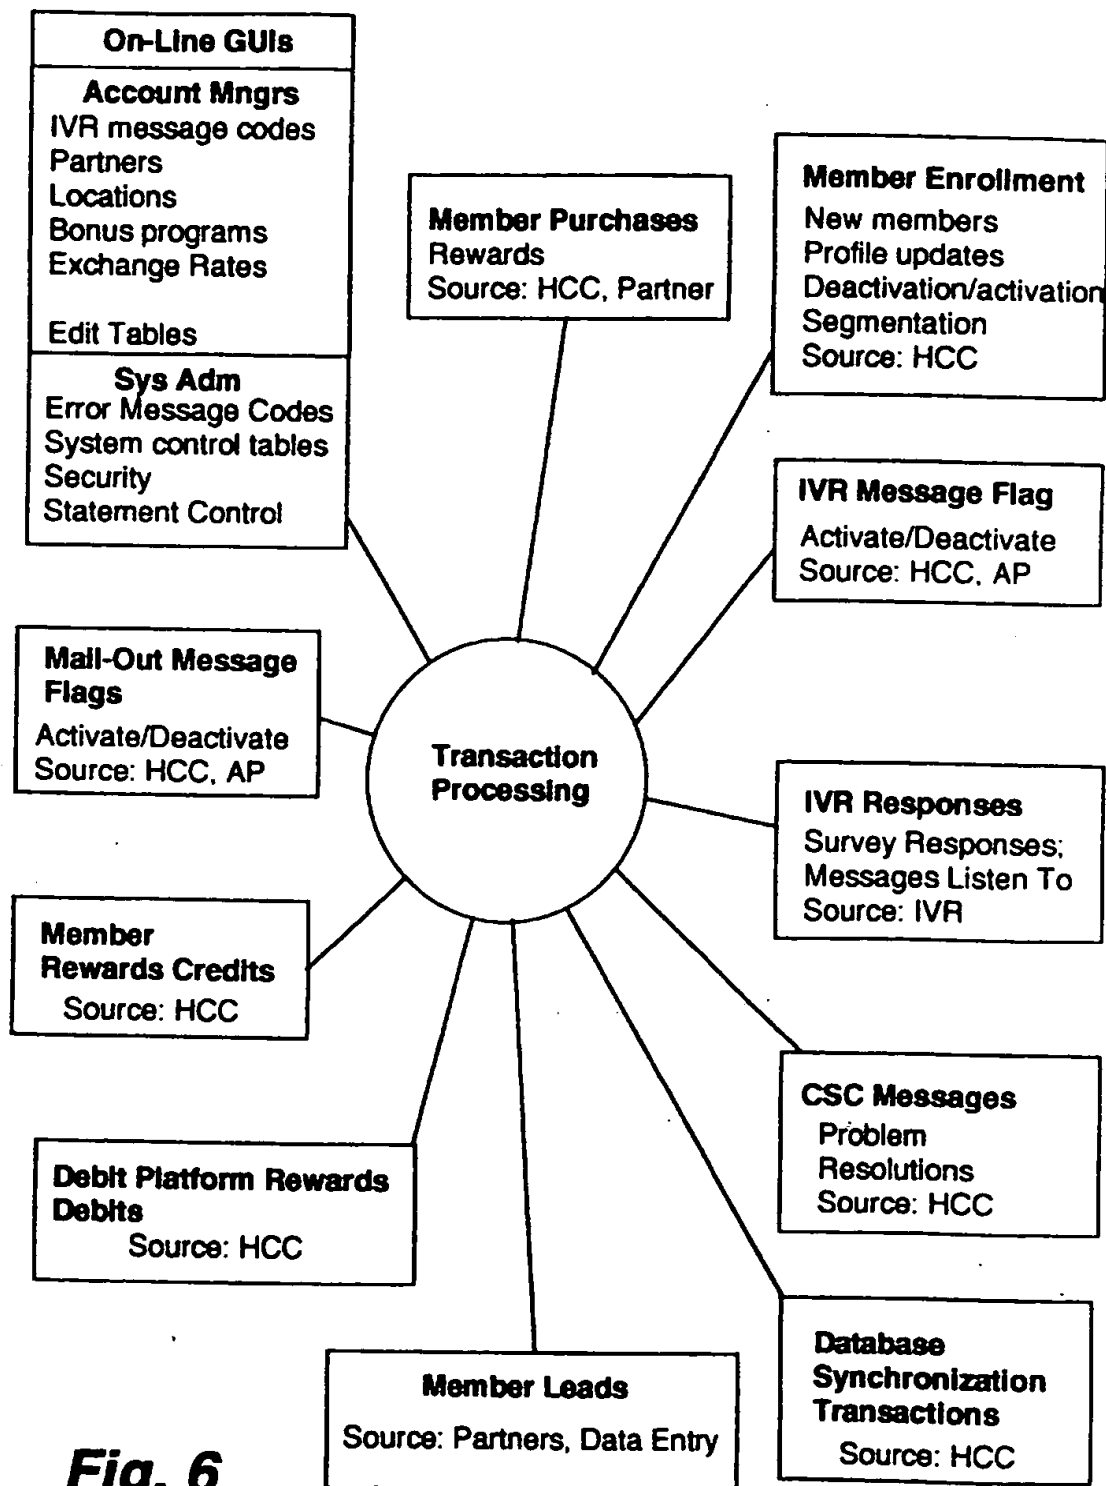 On-Line GUIs
Account Mngrs
IVR message codes
Partners
Locations
Bonus programs
Exchange Rates
Edit Tables
Sys Adm
Error Message Codes
System control tables
Security
Statement Control
Member Purchases
Rewards
Source: HCC, Partner
Member Enrollment
New members
Profile updates
Deactivation/activation
Segmentation
Source: HCC
IVR Message Flag
Activate/Deactivate
Source: HCC, AP
Mail-Out Message
Flags
Activate/Deactivate
Source: HCC, AP
Transaction
Processing
IVR Responses
Survey Responses;
Messages Listen To
Source: IVR
Member
Rewards Credits
Source: HCC
CSC Messages
Problem
Resolutions
Source: HCC
Debit Platform Rewards
Debits
Source: HCC
Database
Synchronization
Transactions
Source: HCC
Member Leads
Source: Partners, Data Entry
Fig. 6